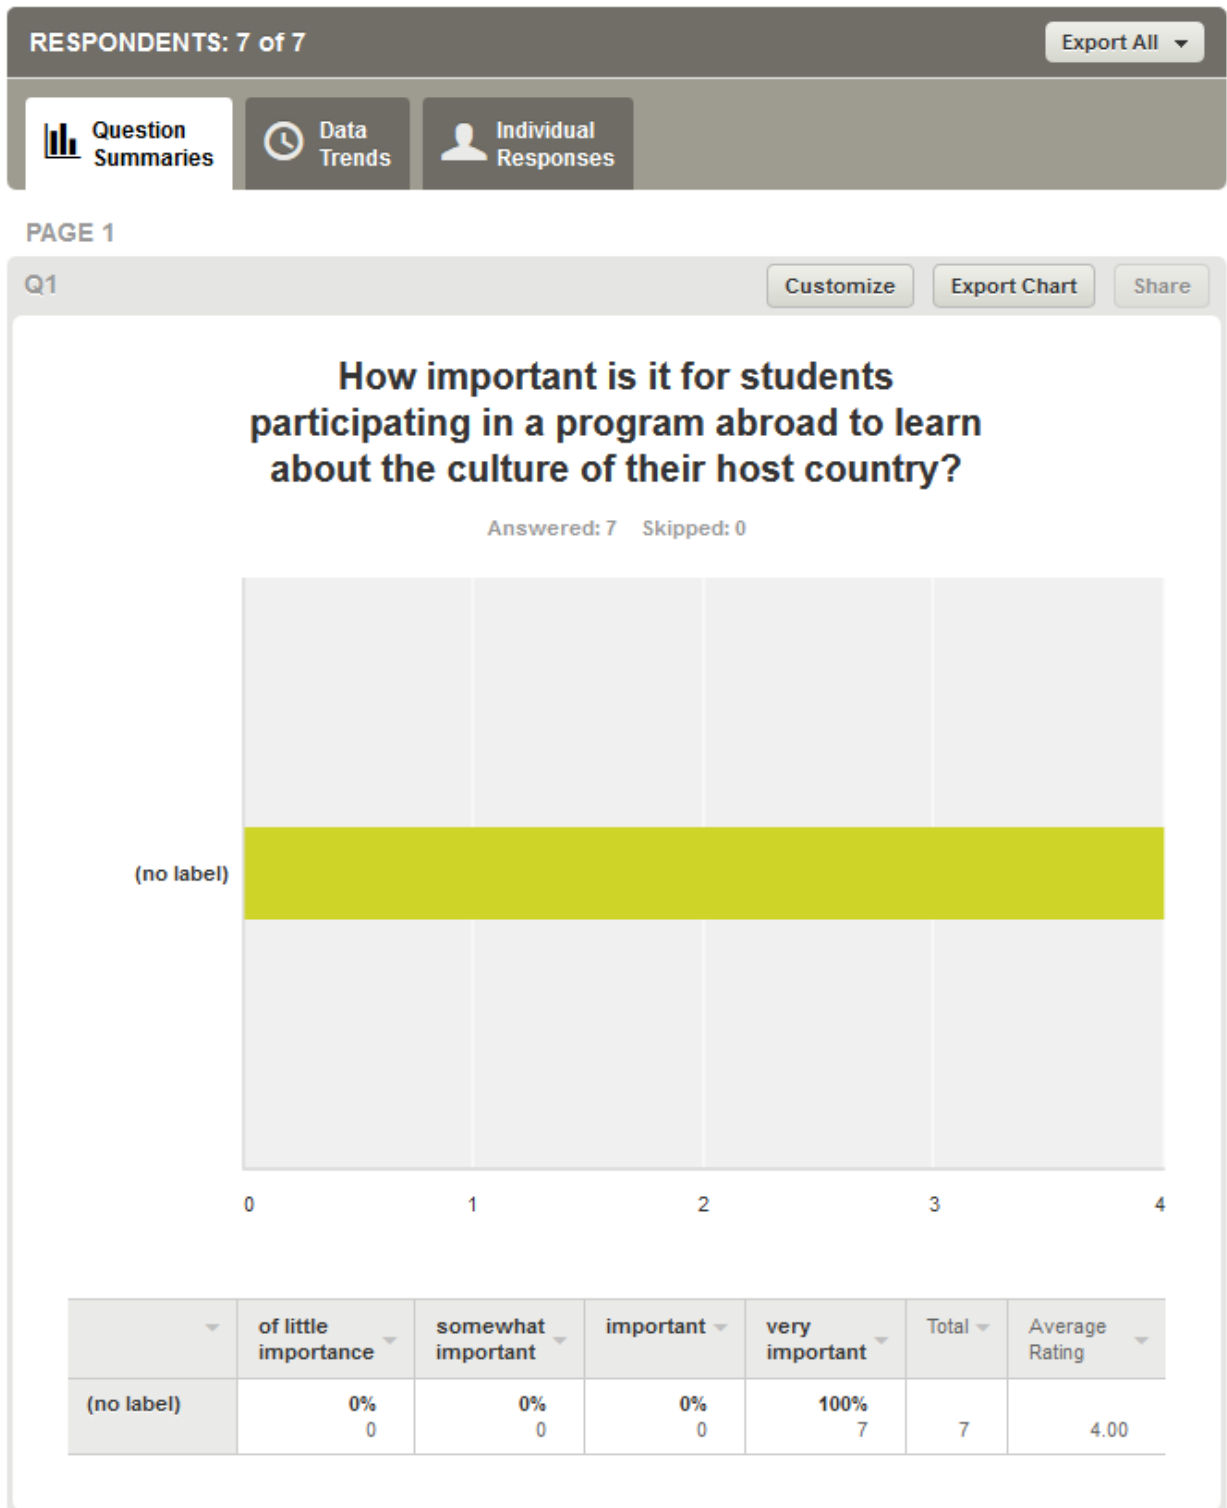 RESPONDENTS: 7 of 7
Export All
Question
Summaries
Data
Trends
Individual
Responses
PAGE 1
Q1
Customize
Export Chart
Share
How important is it for students
participating in a program abroad to learn
about the culture of their host country?
Answered: 7 Skipped: 0
(no label)
0 1 2 3 4
of little
importance
somewhat
important
important
very
important
Total
Average
Rating
(no label)
0% 0% 0% 100%
0 0 0 7 7 4.00